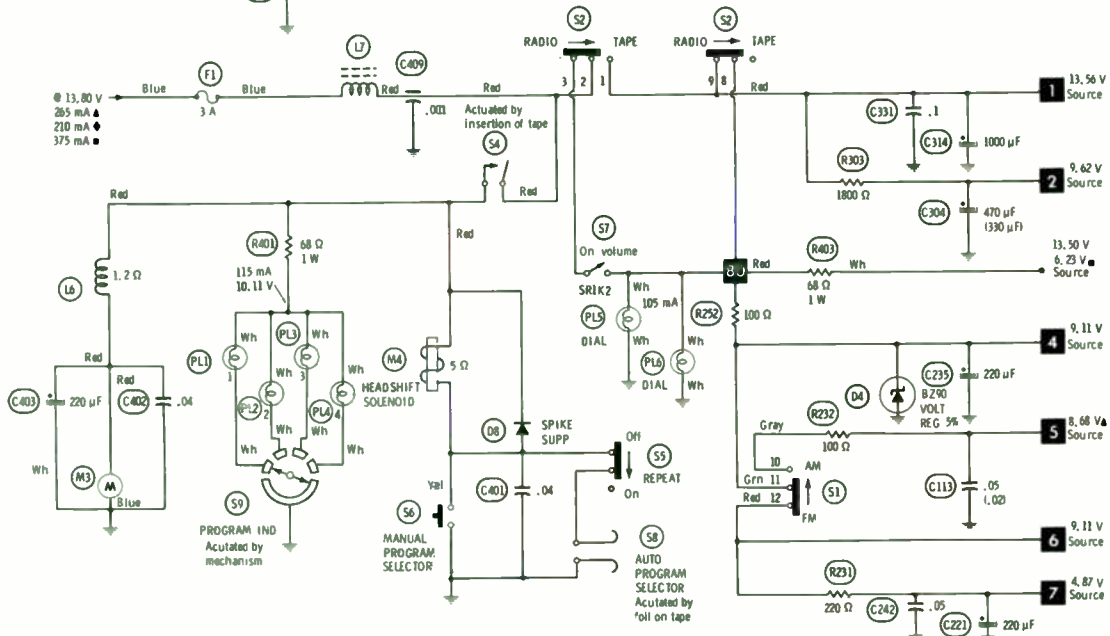 S2
RADIO TAPE
3 2 1
S2
RADIO TAPE
9 8
Red
L7
C409
.001
F1
3 A
Blue
Blue
Red
Red
@ 13,80 V
265 mA ▲
210 mA ◆
375 mA ■
Actuated by
insertion of tape
S4
Red
1
13,56 V
Source
C331
.1
C314
1000 µF
R303
1800 Ω
2
9,62 V
Source
C304
470 µF
(330 µF)
Red
Red
L6
1,2 Ω
R401
68 Ω
1 W
115 mA
10,11 V
S7
On volume
SR1K2
Red
R403
68 Ω
1 W
Wh
13,50 V
6,23 V ■
Source
Wh
PL5
DIAL
Wh
105 mA
Wh
PL6
DIAL
Wh
R252
100 Ω
PL1
1
Wh
Wh
PL2
2
Wh
Wh
PL3
3
Wh
Wh
PL4
4
Wh
Wh
M4
HEADSHIFT
SOLENOID
5 Ω
4
9,11 V
Source
D4
BZ90
VOLT
REG 5%
C235
220 µF
Red
Red
C403
220 µF
C402
.04
Wh
M3
M
Blue
D8
SPIKE
SUPP
Off
On
S5
REPEAT
C401
.04
Yel
S6
MANUAL
PROGRAM
SELECTOR
S8
AUTO
PROGRAM
SELECTOR
Acutated by
foil on tape
S9
PROGRAM IND
Acutated by
mechanism
Gray
R232
100 Ω
5
8,68 V▲
Source
10 AM
Grn 11
Red 12
FM
S1
C113
.05
(.02)
6
9,11 V
Source
R231
220 Ω
C242
.05
C221
220 µF
7
4,87 V
Source